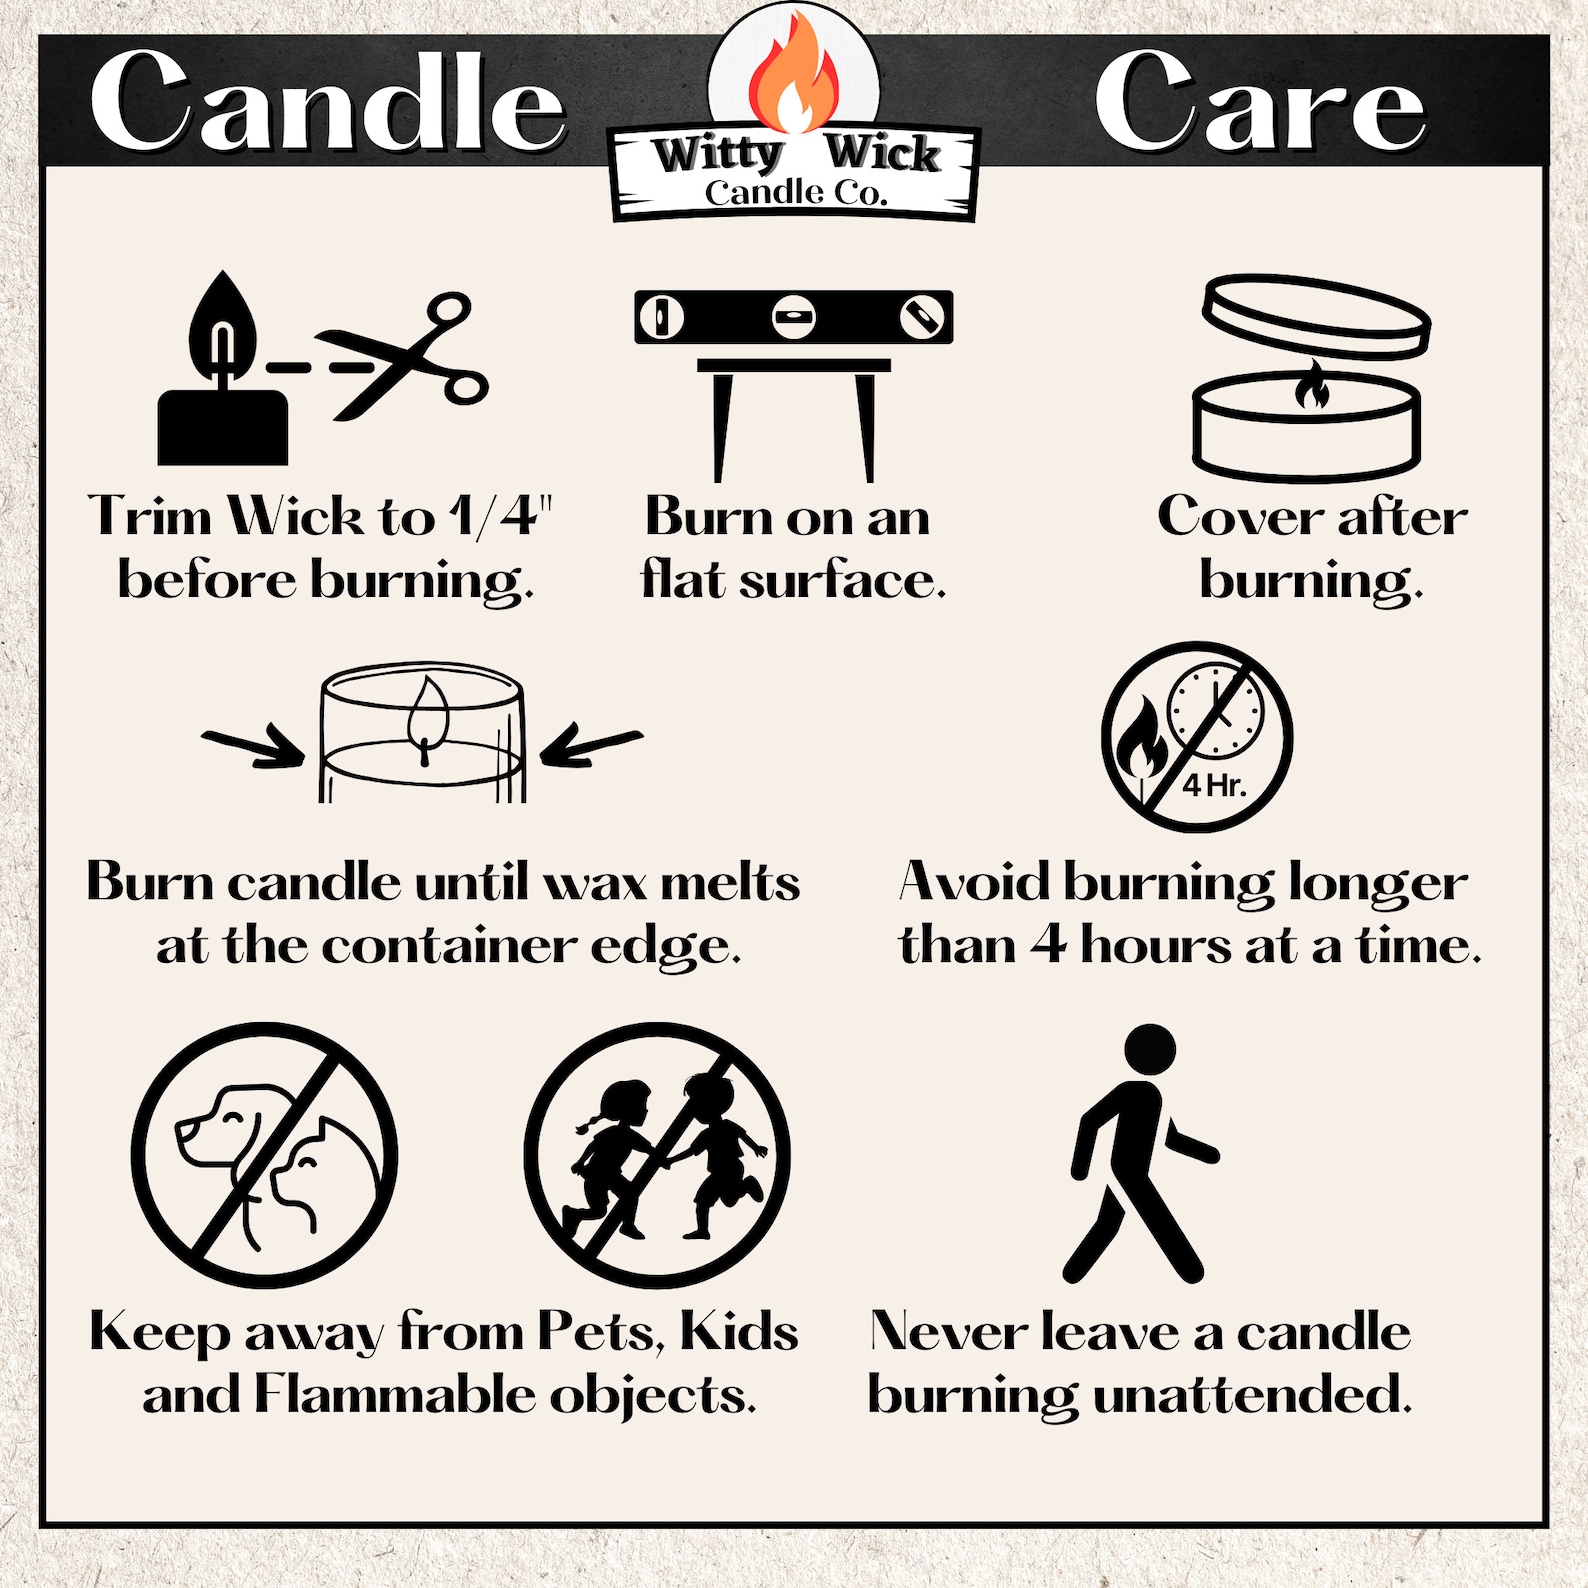 Candle Care
Witty Wick
Candle Co.
Trim Wick to 1/4"
before burning.
Burn on an
flat surface.
Cover after
burning.
4 Hr.
Burn candle until wax melts
at the container edge.
Avoid burning longer
than 4 hours at a time.
Keep away from Pets, Kids
and Flammable objects.
Never leave a candle
burning unattended.